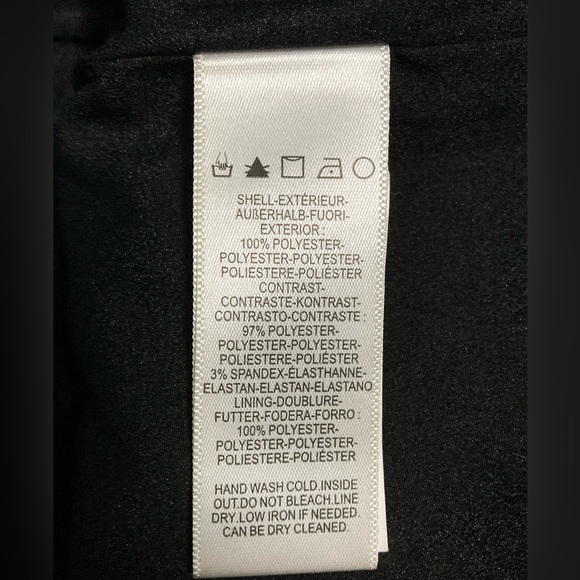 SHELL-EXTÉRIEUR-
AUßERHALB-FUORI-
EXTERIOR :
100% POLYESTER-
POLYESTER-POLYESTER-
POLIESTERE-POLIÉSTER
CONTRAST-
CONTRASTE-KONTRAST-
CONTRASTO-CONTRASTE :
97% POLYESTER-
POLYESTER-POLYESTER-
POLIESTERE-POLIÉSTER
3% SPANDEX-ÉLASTHANNE-
ELASTAN-ELASTAN-ELASTANO
LINING-DOUBLURE-
FUTTER-FODERA-FORRO :
100% POLYESTER-
POLYESTER-POLYESTER-
POLIESTERE-POLIÉSTER
HAND WASH COLD.INSIDE
OUT.DO NOT BLEACH.LINE
DRY.LOW IRON IF NEEDED.
CAN BE DRY CLEANED.